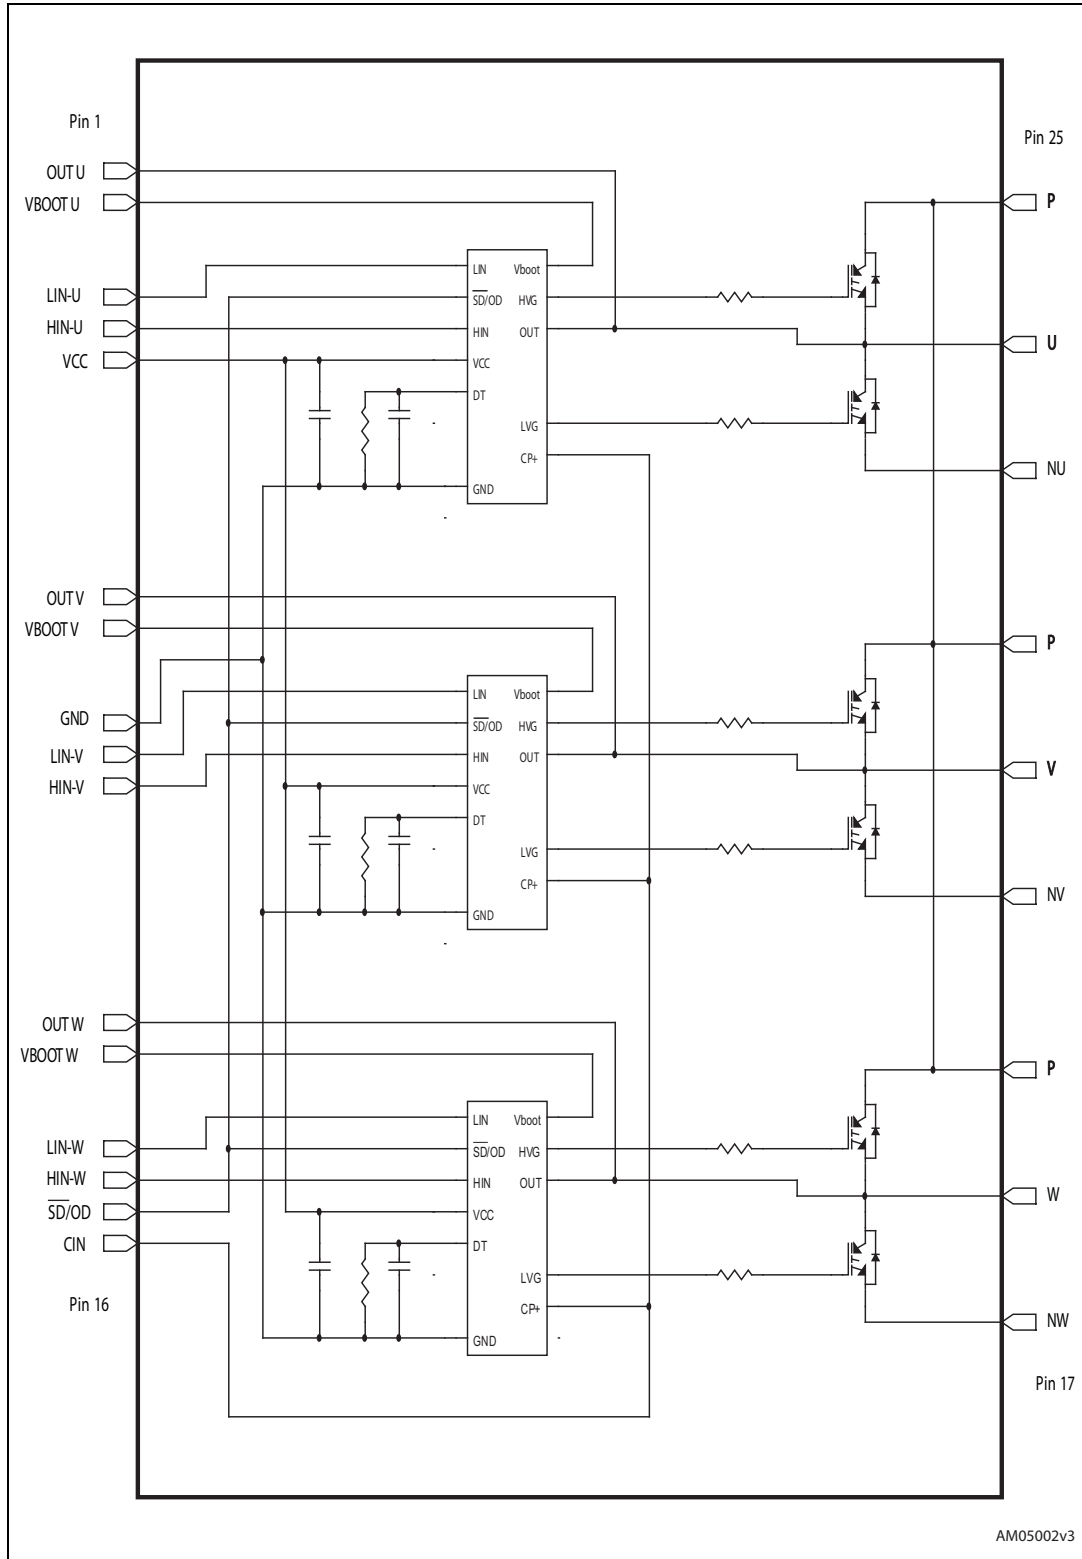 Pin 1
Pin 25
OUT U
VBOOT U
P
LIN
Vboot
LIN-U
SD/OD
HVG
HIN-U
HIN
OUT
U
VCC
VCC
DT
LVG
CP+
NU
GND
OUT V
VBOOT V
P
LIN
Vboot
GND
SD/OD
HVG
LIN-V
HIN
OUT
V
HIN-V
VCC
DT
LVG
CP+
NV
GND
OUT W
VBOOT W
P
LIN
Vboot
LIN-W
SD/OD
HVG
HIN-W
HIN
OUT
W
SD/OD
VCC
CIN
DT
LVG
Pin 16
CP+
NW
GND
Pin 17
AM05002v3